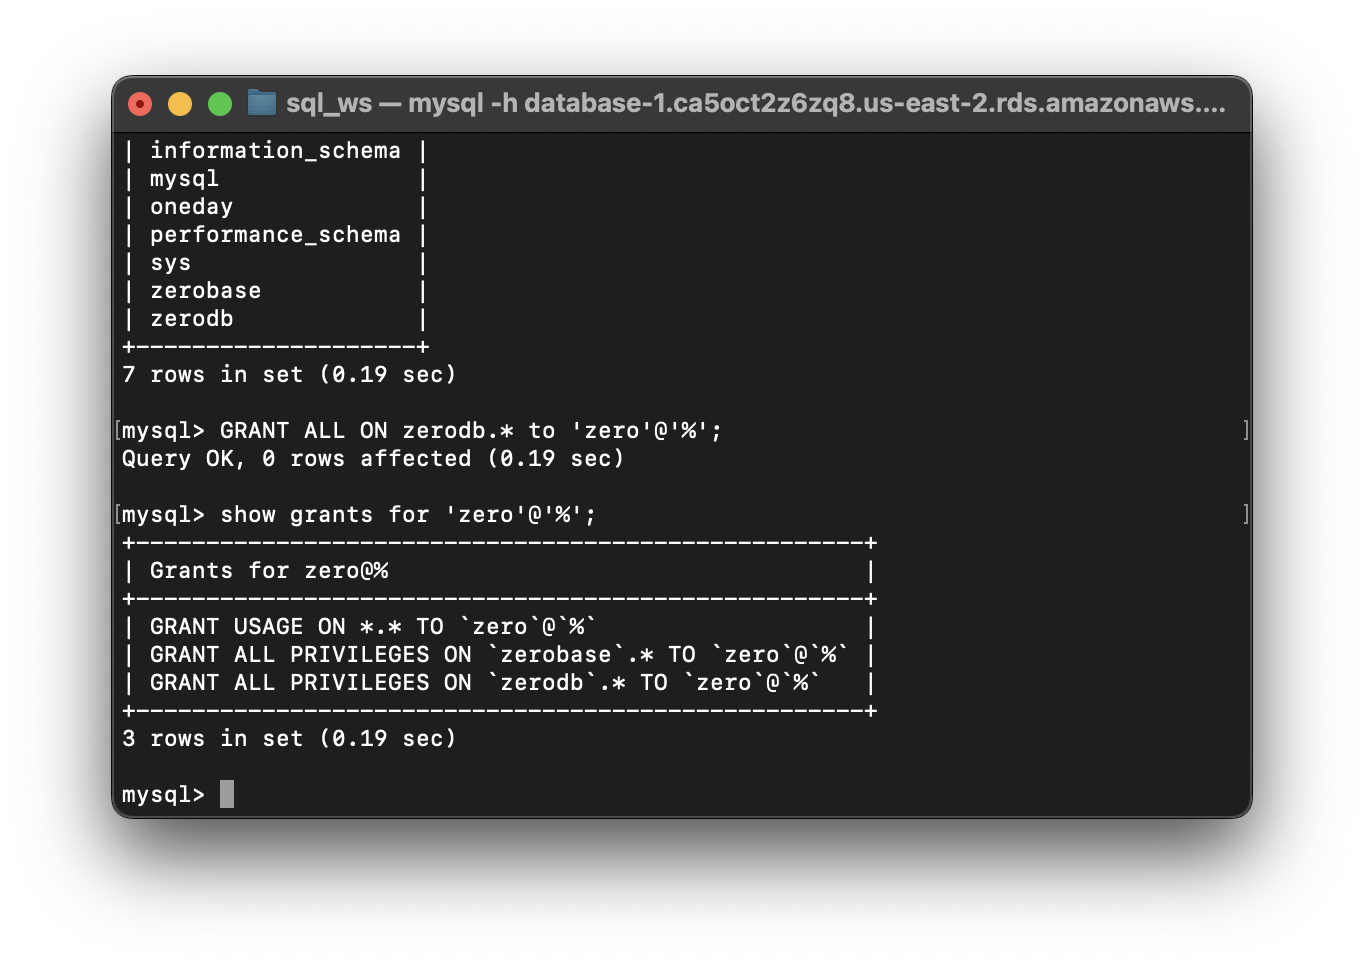 sql_ws — mysql -h database-1.ca5oct2z6zq8.us-east-2.rds.amazonaws....
| information_schema |
| mysql              |
| oneday             |
| performance_schema |
| sys                |
| zerobase           |
| zerodb             |
+--------------------+
7 rows in set (0.19 sec)
[mysql> GRANT ALL ON zerodb.* to 'zero'@'%'; ]
Query OK, 0 rows affected (0.19 sec)
[mysql> show grants for 'zero'@'%'; ]
+----------------------------------------------------+
| Grants for zero@%                                  |
+----------------------------------------------------+
| GRANT USAGE ON *.* TO `zero`@`%`                   |
| GRANT ALL PRIVILEGES ON `zerobase`.* TO `zero`@`%` |
| GRANT ALL PRIVILEGES ON `zerodb`.* TO `zero`@`%`   |
+----------------------------------------------------+
3 rows in set (0.19 sec)
mysql>